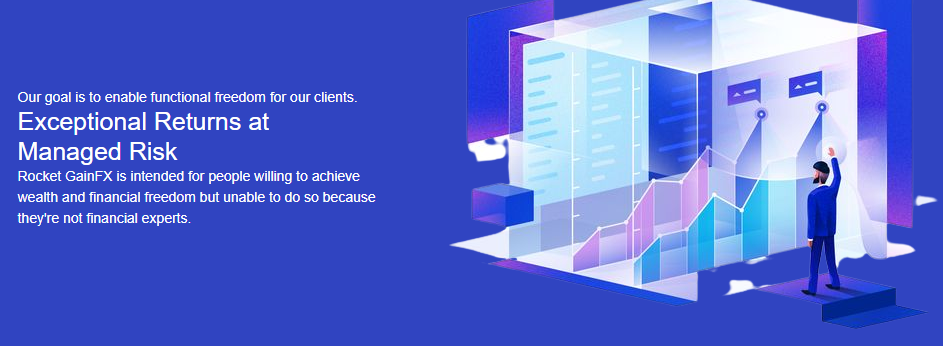 Our goal is to enable functional freedom for our clients.
Exceptional Returns at
Managed Risk
Rocket GainFX is intended for people willing to achieve
wealth and financial freedom but unable to do so because
they're not financial experts.